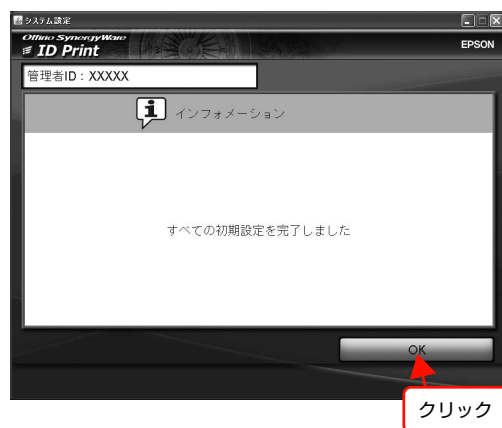 システム設定
Offirio SynergyWare
ID Print
EPSON
管理者ID：XXXXX
インフォメーション
すべての初期設定を完了しました
OK
クリック